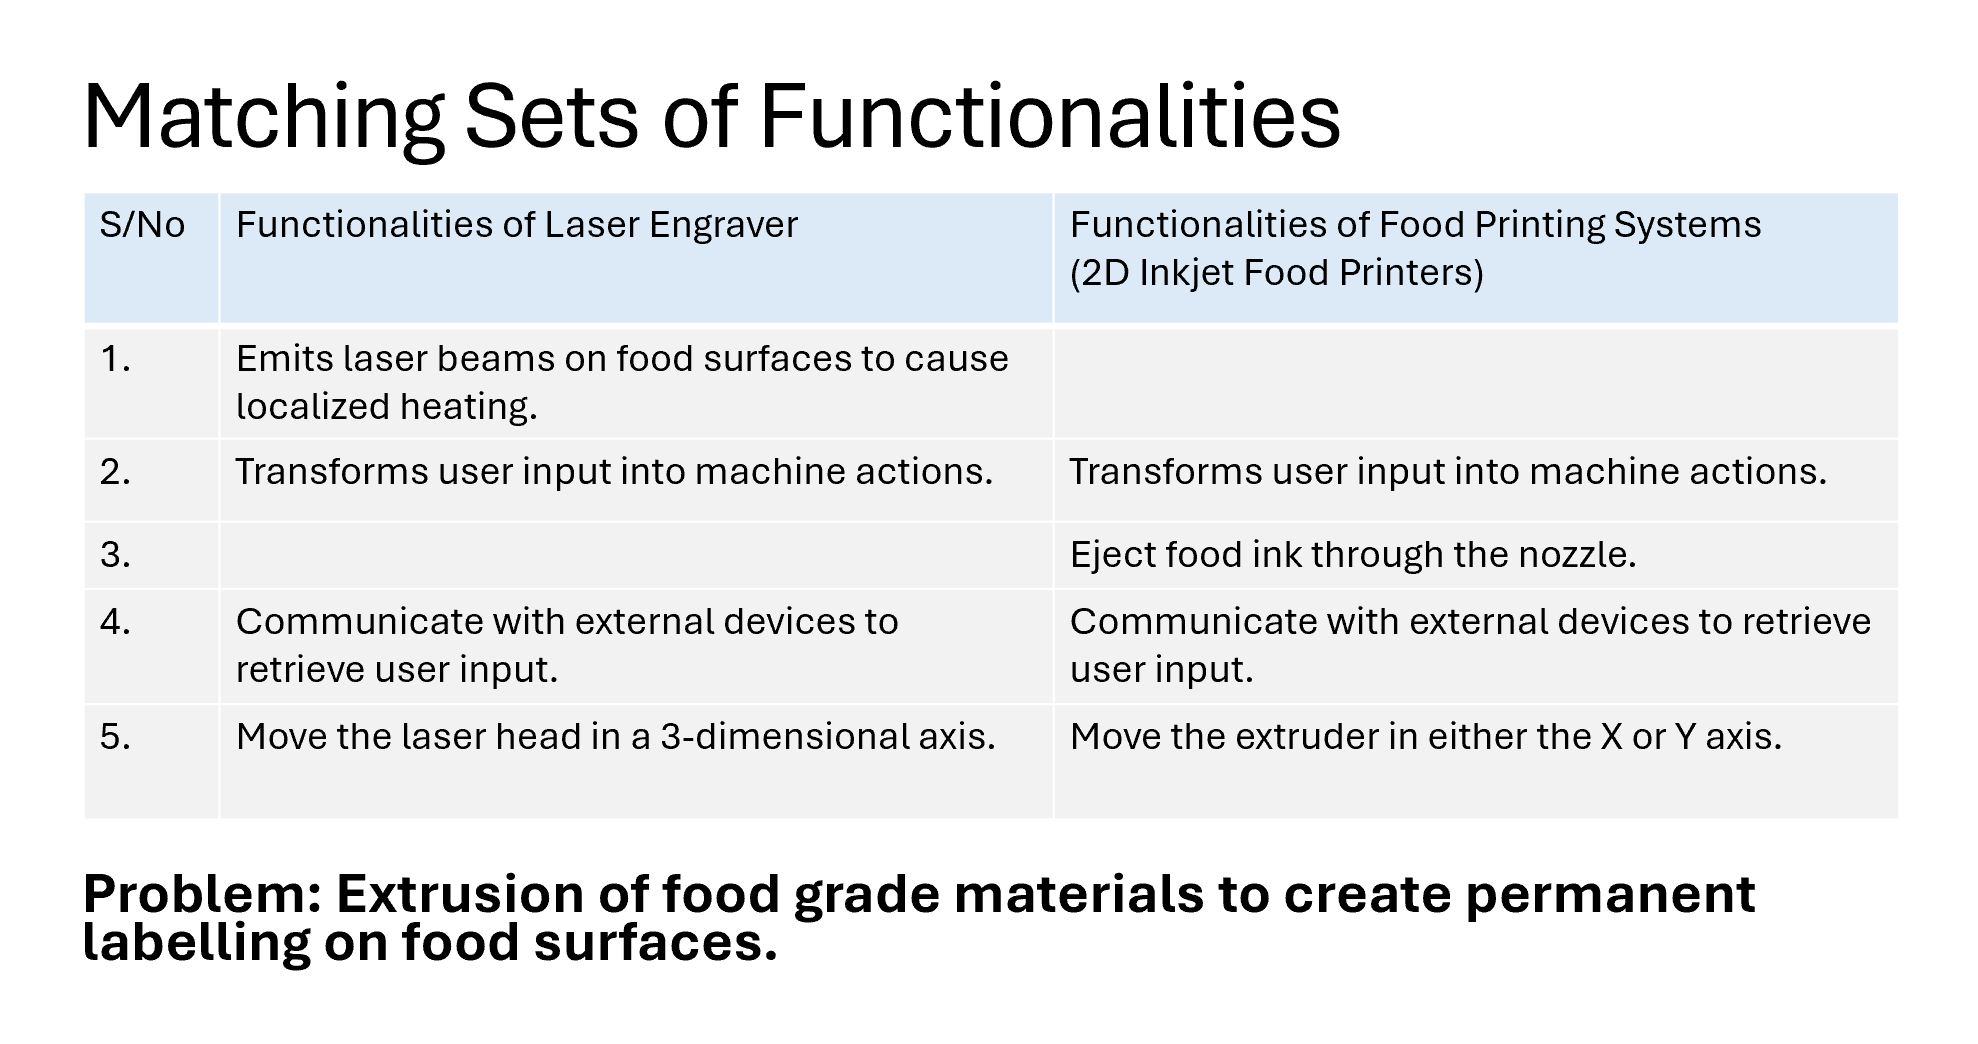 Matching Sets of Functionalities
S/No
Functionalities of Laser Engraver
Functionalities of Food Printing Systems
(2D Inkjet Food Printers)
1.
Emits laser beams on food surfaces to cause
localized heating.
2.
Transforms user input into machine actions.
Transforms user input into machine actions.
3.
Eject food ink through the nozzle.
4.
Communicate with external devices to
retrieve user input.
Communicate with external devices to retrieve
user input.
5.
Move the laser head in a 3-dimensional axis.
Move the extruder in either the X or Y axis.
Problem: Extrusion of food grade materials to create permanent
labelling on food surfaces.